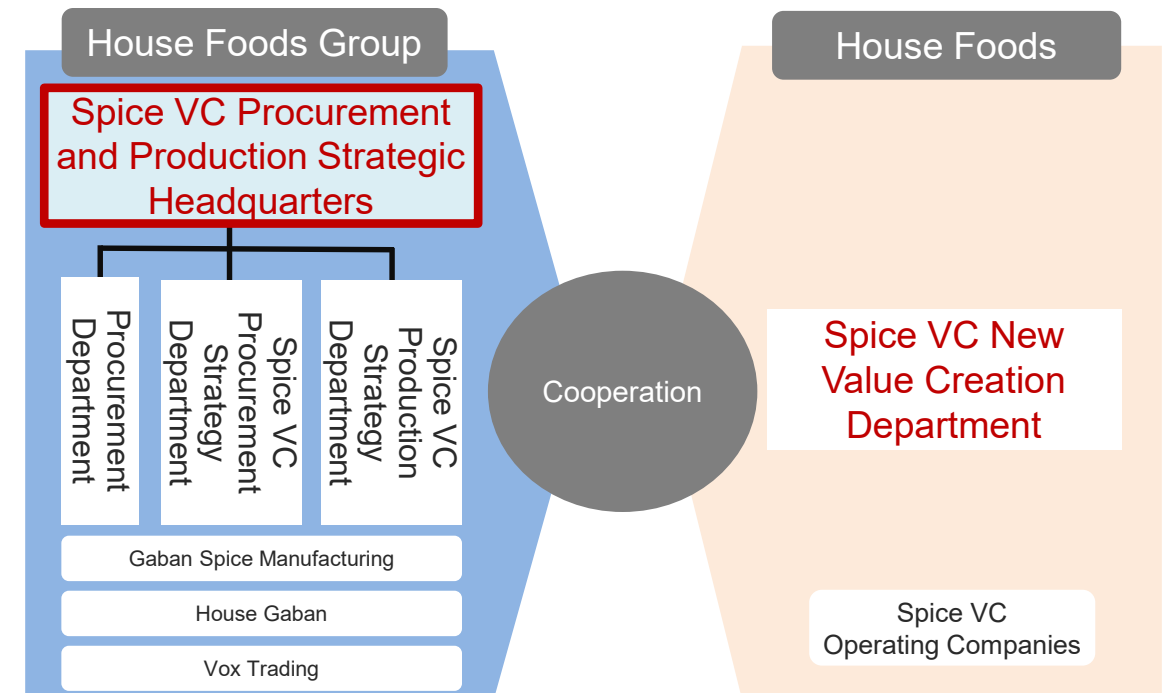 House Foods Group
Spice VC Procurement
and Production Strategic
Headquarters
Procurement
Department
Spice VC
Procurement
Strategy
Department
Spice VC
Production
Strategy
Department
Gaban Spice Manufacturing
House Gaban
Vox Trading
Cooperation
House Foods
Spice VC New
Value Creation
Department
Spice VC
Operating Companies